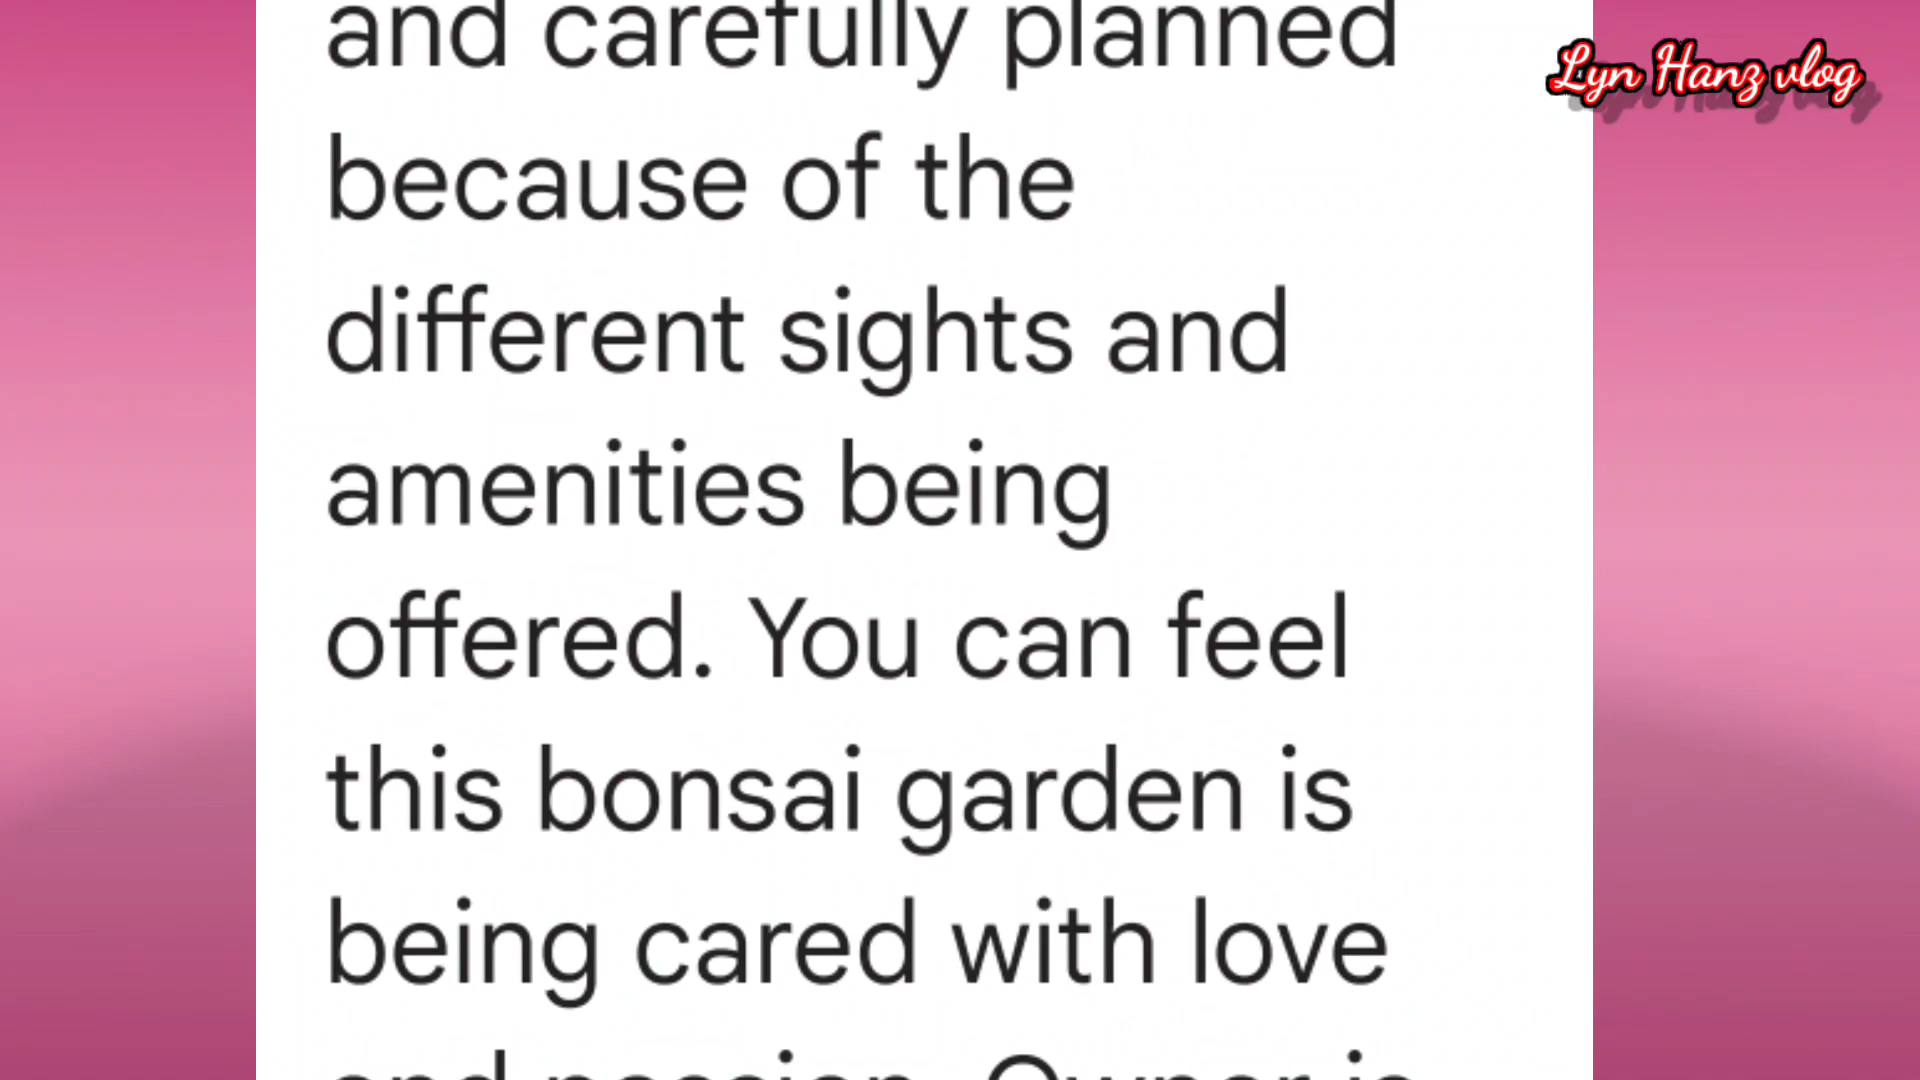 and carefully planned
Lyn Hanz vlog
because of the
different sights and
amenities being
offered. You can feel
this bonsai garden is
being cared with love
and passion. Owner is